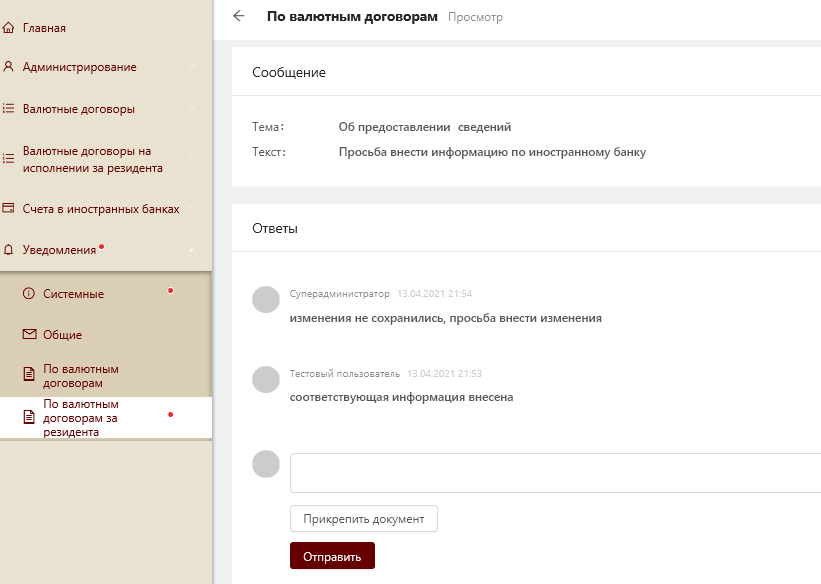 Главная
Администрирование
Валютные договоры
Валютные договоры на
исполнении за резидента
Счета в иностранных банках
Уведомления
Системные
Общие
По валютным
договорам
По валютным
договорам за
резидента
По валютным договорам Просмотр
Сообщение
Тема: Об предоставлении сведений
Текст: Просьба внести информацию по иностранному банку
Ответы
Суперадминистратор 13.04.2021 21:54
изменения не сохранились, просьба внести изменения
Тестовый пользователь 13.04.2021 21:53
соответствующая информация внесена
Прикрепить документ
Отправить